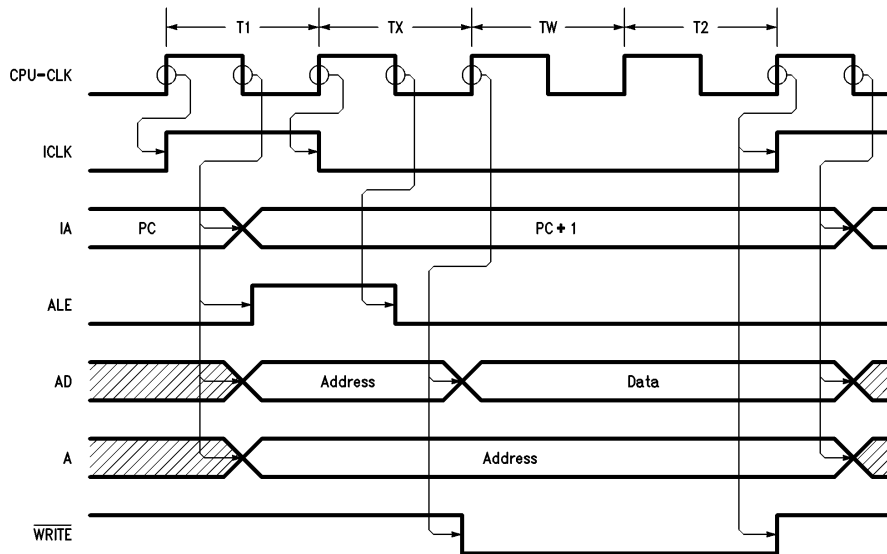 T1 TX TW T2
CPU-CLK
ICLK
IA PC PC + 1
ALE
AD Address Data
A Address
WRITE